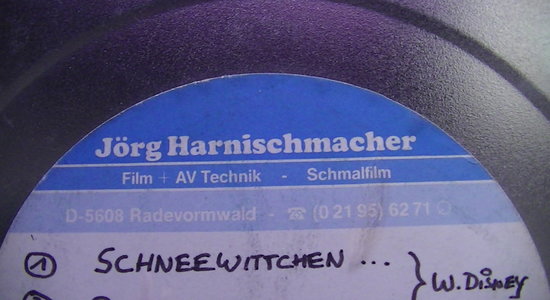 Jörg Harnischmacher
Film + AV Technik - Schmalfilm
D-5608 Radevormwald - ☎ (0 21 95) 62 71
① SCHNEEWITTCHEN ... } W. DISNEY